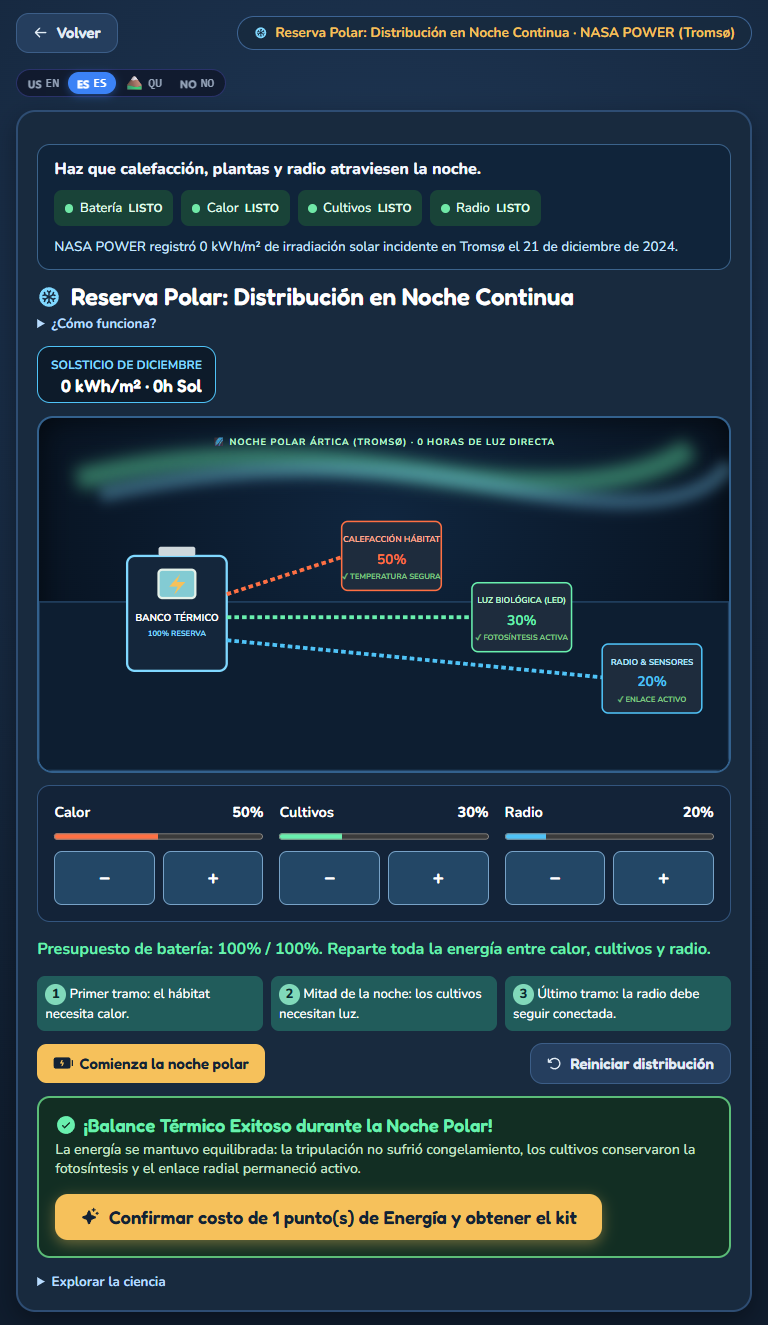 ← Volver
Reserva Polar: Distribución en Noche Continua · NASA POWER (Tromsø)
US EN ES ES QU NO NO
Haz que calefacción, plantas y radio atraviesen la noche.
Batería LISTO Calor LISTO Cultivos LISTO Radio LISTO
NASA POWER registró 0 kWh/m² de irradiación solar incidente en Tromsø el 21 de diciembre de 2024.
Reserva Polar: Distribución en Noche Continua
▶ ¿Cómo funciona?
SOLSTICIO DE DICIEMBRE
0 kWh/m² · 0h Sol
NOCHE POLAR ÁRTICA (TROMSØ) · 0 HORAS DE LUZ DIRECTA
CALEFACCIÓN HÁBITAT
50%
✓ TEMPERATURA SEGURA
LUZ BIOLÓGICA (LED)
30%
✓ FOTOSÍNTESIS ACTIVA
BANCO TÉRMICO
100% RESERVA
RADIO & SENSORES
20%
✓ ENLACE ACTIVO
Calor 50% Cultivos 30% Radio 20%
− + − + − +
Presupuesto de batería: 100% / 100%. Reparte toda la energía entre calor, cultivos y radio.
1 Primer tramo: el hábitat
necesita calor.
2 Mitad de la noche: los cultivos
necesitan luz.
3 Último tramo: la radio debe
seguir conectada.
Comienza la noche polar
Reiniciar distribución
¡Balance Térmico Exitoso durante la Noche Polar!
La energía se mantuvo equilibrada: la tripulación no sufrió congelamiento, los cultivos conservaron la
fotosíntesis y el enlace radial permaneció activo.
Confirmar costo de 1 punto(s) de Energía y obtener el kit
▶ Explorar la ciencia